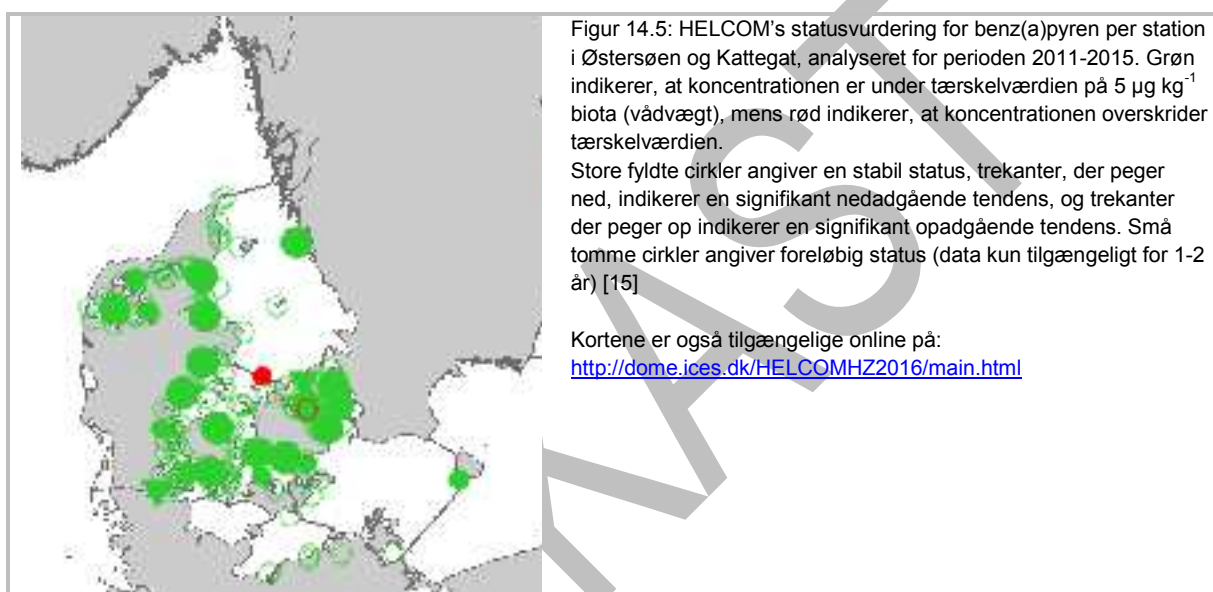 Figur 14.5: HELCOM's statusvurdering for benz(a)pyren per station
i Østersøen og Kattegat, analyseret for perioden 2011-2015. Grøn
indikerer, at koncentrationen er under tærskelværdien på 5 µg kg⁻¹
biota (vådvægt), mens rød indikerer, at koncentrationen overskrider
tærskelværdien.
Store fyldte cirkler angiver en stabil status, trekanter, der peger
ned, indikerer en signifikant nedadgående tendens, og trekanter
der peger op indikerer en signifikant opadgående tendens. Små
tomme cirkler angiver foreløbig status (data kun tilgængeligt for 1-2
år) [15]
Kortene er også tilgængelige online på:
http://dome.ices.dk/HELCOMHZ2016/main.html